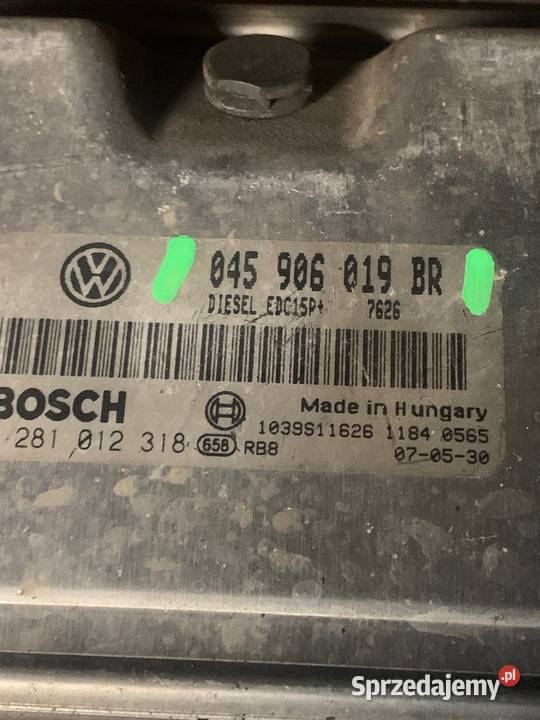 045 906 019 BR
DIESEL EDC15P+ 7626
BOSCH
Made in Hungary
281 012 318 658 RB8
1039S11626 1184 0565
07-05-30
Sprzedajemy.pl